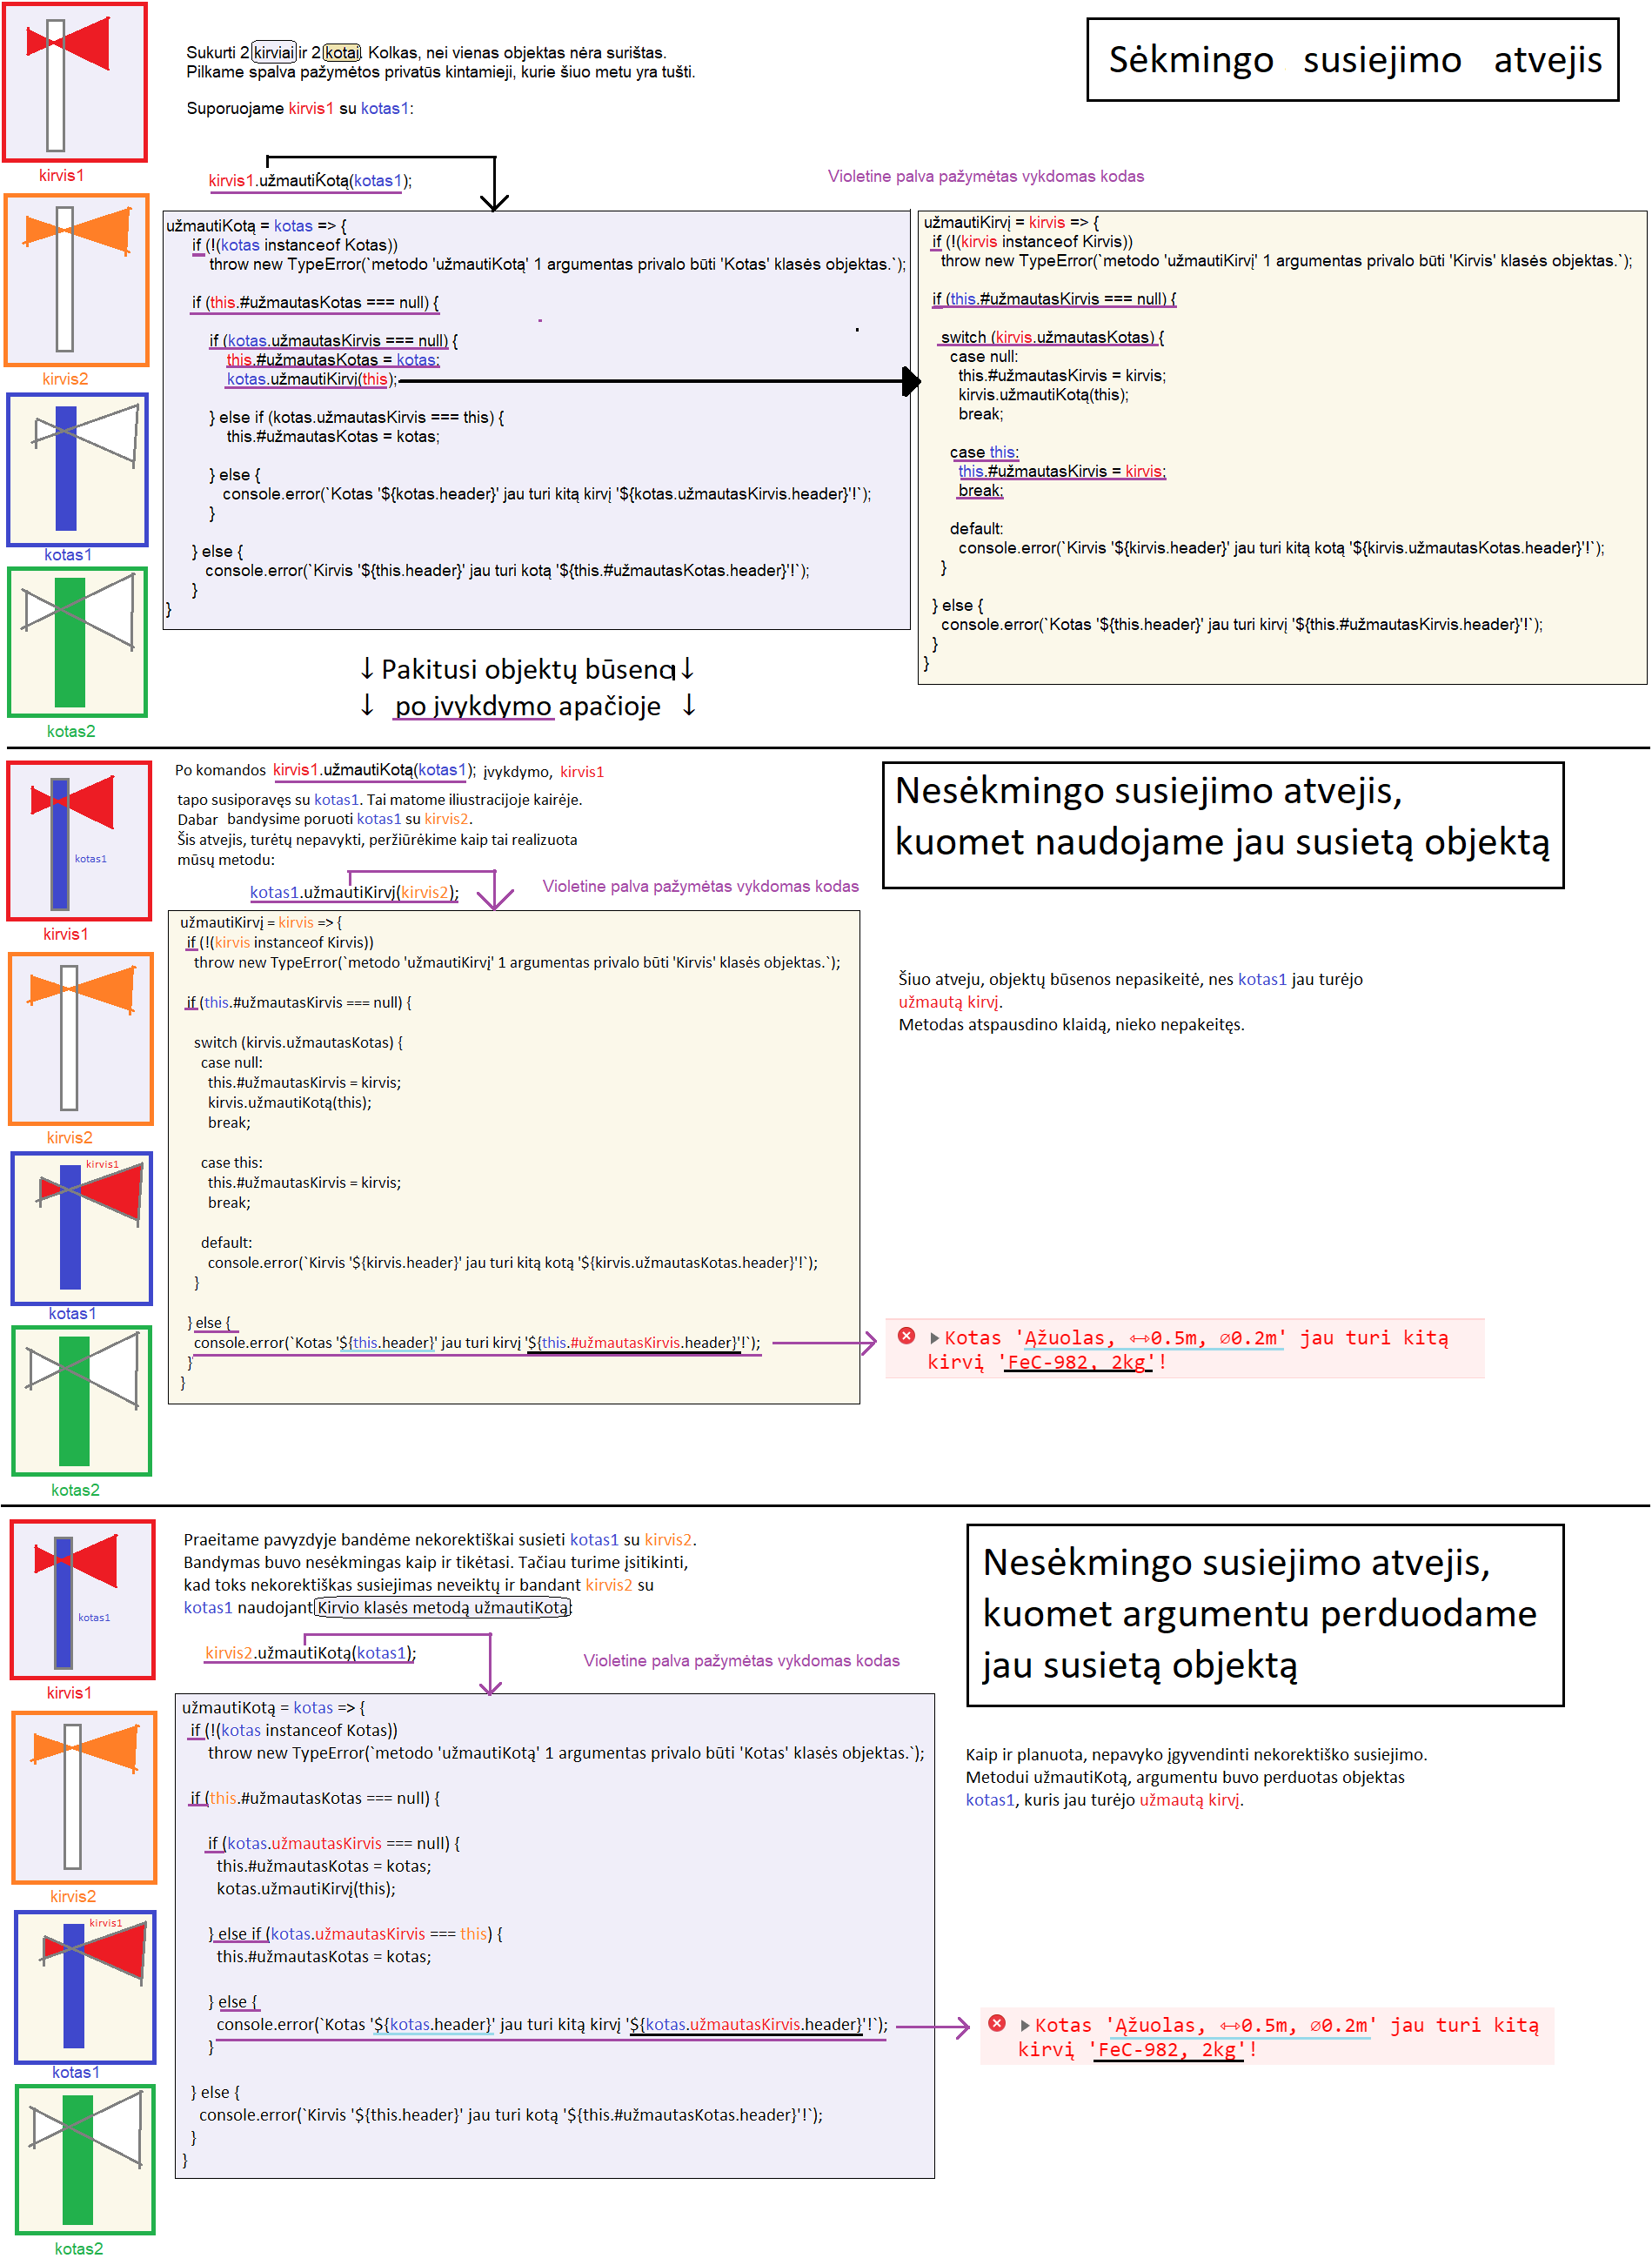 Sėkmingo susiejimo atvejis
Sukurti 2 kirviai ir 2 kotai. Kolkas, nei vienas objektas nėra surištas.
Pilkame spalva pažymėtos privatūs kintamieji, kurie šiuo metu yra tušti.
Suporuojame kirvis1 su kotas1:
kirvis1
kirvis2
kotas1
kotas2
kirvis1.užmautiKotą(kotas1);
Violetine palva pažymėtas vykdomas kodas
užmautiKotą = kotas => {
if (!(kotas instanceof Kotas))
throw new TypeError(`metodo 'užmautiKotą' 1 argumentas privalo būti 'Kotas' klasės objektas.`);
if (this.#užmautasKotas === null) {
if (kotas.užmautasKirvis === null) {
this.#užmautasKotas = kotas;
kotas.užmautiKirvį(this);
} else if (kotas.užmautasKirvis === this) {
this.#užmautasKotas = kotas;
} else {
console.error(`Kotas '${kotas.header}' jau turi kitą kirvį '${kotas.užmautasKirvis.header}'!`);
}
} else {
console.error(`Kirvis '${this.header}' jau turi kotą '${this.#užmautasKotas.header}'!`);
}
}
užmautiKirvį = kirvis => {
if (!(kirvis instanceof Kirvis))
throw new TypeError(`metodo 'užmautiKirvį' 1 argumentas privalo būti 'Kirvis' klasės objektas.`);
if (this.#užmautasKirvis === null) {
switch (kirvis.užmautasKotas) {
case null:
this.#užmautasKirvis = kirvis;
kirvis.užmautiKotą(this);
break;
case this:
this.#užmautasKirvis = kirvis;
break;
default:
console.error(`Kirvis '${kirvis.header}' jau turi kitą kotą '${kirvis.užmautasKotas.header}'!`);
}
} else {
console.error(`Kotas '${this.header}' jau turi kirvį '${this.#užmautasKirvis.header}'!`);
}
}
↓ Pakitusi objektų būsena ↓
↓ po įvykdymo apačioje ↓
Nesėkmingo susiejimo atvejis,
kuomet naudojame jau susietą objektą
Po komandos kirvis1.užmautiKotą(kotas1); įvykdymo, kirvis1
tapo susiporavęs su kotas1. Tai matome iliustracijoje kairėje.
Dabar bandysime poruoti kotas1 su kirvis2.
Šis atvejis, turėtų nepavykti, peržiūrėkime kaip tai realizuota
mūsų metodu:
kotas1
kirvis1
kirvis2
kirvis1
kotas1
kotas2
kotas1.užmautiKirvį(kirvis2);
Violetine palva pažymėtas vykdomas kodas
užmautiKirvį = kirvis => {
if (!(kirvis instanceof Kirvis))
throw new TypeError(`metodo 'užmautiKirvį' 1 argumentas privalo būti 'Kirvis' klasės objektas.`);
if (this.#užmautasKirvis === null) {
switch (kirvis.užmautasKotas) {
case null:
this.#užmautasKirvis = kirvis;
kirvis.užmautiKotą(this);
break;
case this:
this.#užmautasKirvis = kirvis;
break;
default:
console.error(`Kirvis '${kirvis.header}' jau turi kitą kotą '${kirvis.užmautasKotas.header}'!`);
}
} else {
console.error(`Kotas '${this.header}' jau turi kirvį '${this.#užmautasKirvis.header}'!`);
}
}
Šiuo atveju, objektų būsenos nepasikeitė, nes kotas1 jau turėjo
užmautą kirvį.
Metodas atspausdino klaidą, nieko nepakeitęs.
Kotas 'Ąžuolas, ↔0.5m, ⌀0.2m' jau turi kitą
kirvį 'FeC-982, 2kg'!
Nesėkmingo susiejimo atvejis,
kuomet argumentu perduodame
jau susietą objektą
Praeitame pavyzdyje bandėme nekorektiškai susieti kotas1 su kirvis2.
Bandymas buvo nesėkmingas kaip ir tikėtasi. Tačiau turime įsitikinti,
kad toks nekorektiškas susiejimas neveiktų ir bandant kirvis2 su
kotas1 naudojant Kirvio klasės metodą užmautiKotą:
kotas1
kirvis1
kirvis2
kirvis1
kotas1
kotas2
kirvis2.užmautiKotą(kotas1);
Violetine palva pažymėtas vykdomas kodas
užmautiKotą = kotas => {
if (!(kotas instanceof Kotas))
throw new TypeError(`metodo 'užmautiKotą' 1 argumentas privalo būti 'Kotas' klasės objektas.`);
if (this.#užmautasKotas === null) {
if (kotas.užmautasKirvis === null) {
this.#užmautasKotas = kotas;
kotas.užmautiKirvį(this);
} else if (kotas.užmautasKirvis === this) {
this.#užmautasKotas = kotas;
} else {
console.error(`Kotas '${kotas.header}' jau turi kitą kirvį '${kotas.užmautasKirvis.header}'!`);
}
} else {
console.error(`Kirvis '${this.header}' jau turi kotą '${this.#užmautasKotas.header}'!`);
}
}
Kaip ir planuota, nepavyko įgyvendinti nekorektiško susiejimo.
Metodui užmautiKotą, argumentu buvo perduotas objektas
kotas1, kuris jau turėjo užmautą kirvį.
Kotas 'Ąžuolas, ↔0.5m, ⌀0.2m' jau turi kitą
kirvį 'FeC-982, 2kg'!